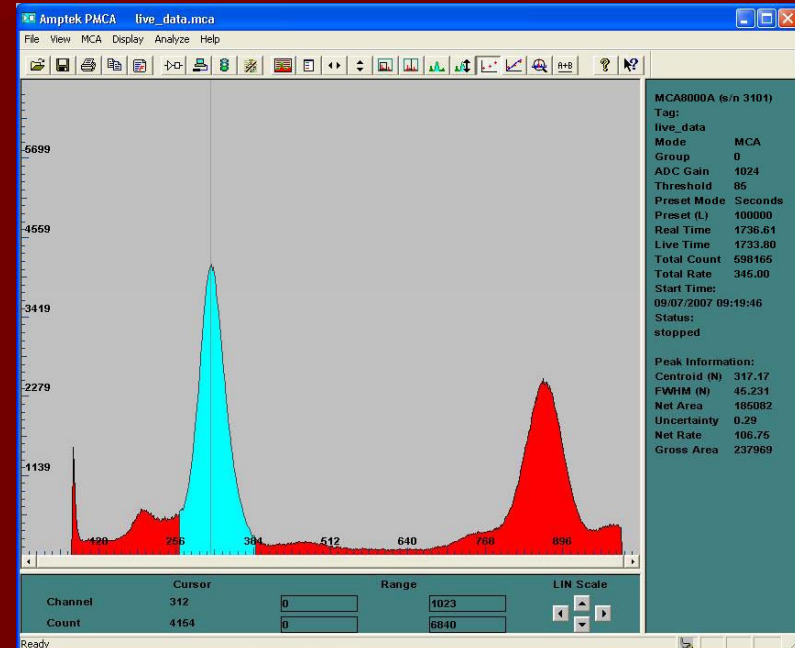 Amptek PMCA live_data.mca
File View MCA Display Analyze Help
A+B
MCA8000A (s/n 3101)
Tag:
live_data
Mode MCA
Group 0
ADC Gain 1024
Threshold 85
Preset Mode Seconds
Preset (L) 100000
Real Time 1736.61
Live Time 1733.80
Total Count 598165
Total Rate 345.00
Start Time:
09/07/2007 09:19:46
Status:
stopped
Peak Information:
Centroid (N) 317.17
FWHM (N) 45.231
Net Area 185082
Uncertainty 0.29
Net Rate 106.75
Gross Area 237969
5699
4559
3419
2279
1139
128 256 384 512 640 768 896
Cursor Range LIN Scale
Channel 312 0 1023
Count 4154 0 6840
Ready